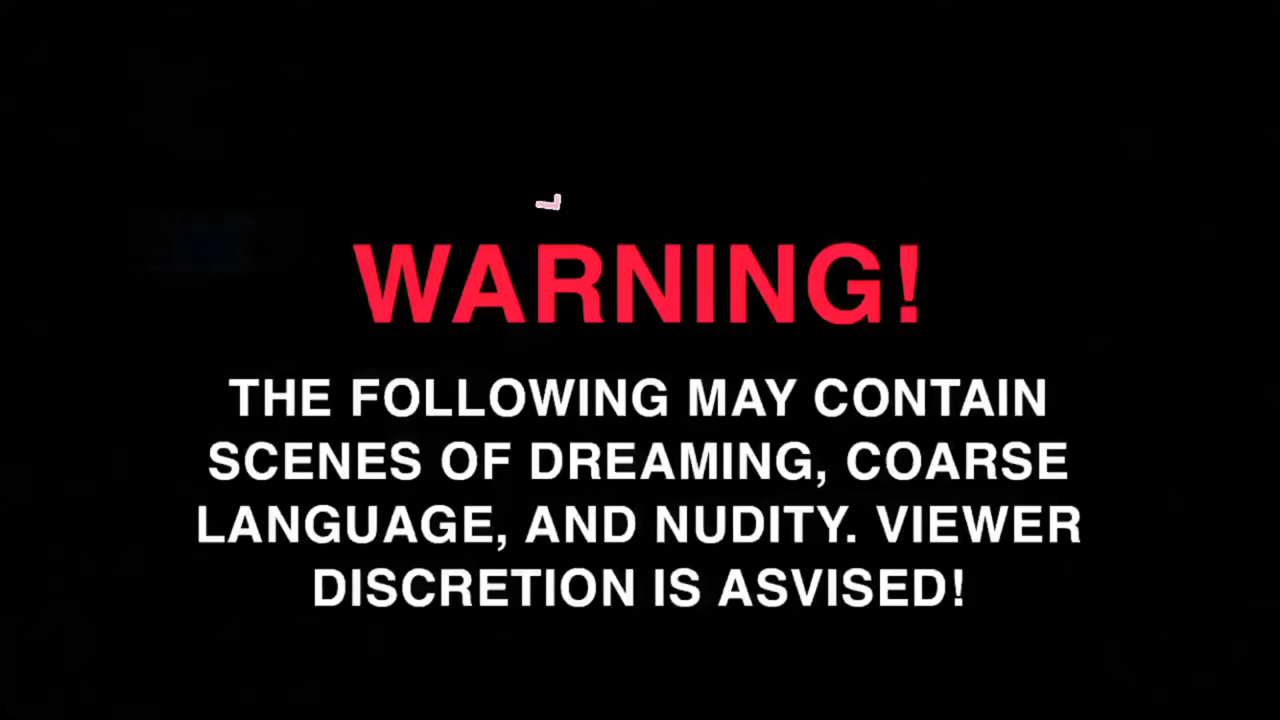 WARNING!
THE FOLLOWING MAY CONTAIN
SCENES OF DREAMING, COARSE
LANGUAGE, AND NUDITY. VIEWER
DISCRETION IS ASVISED!